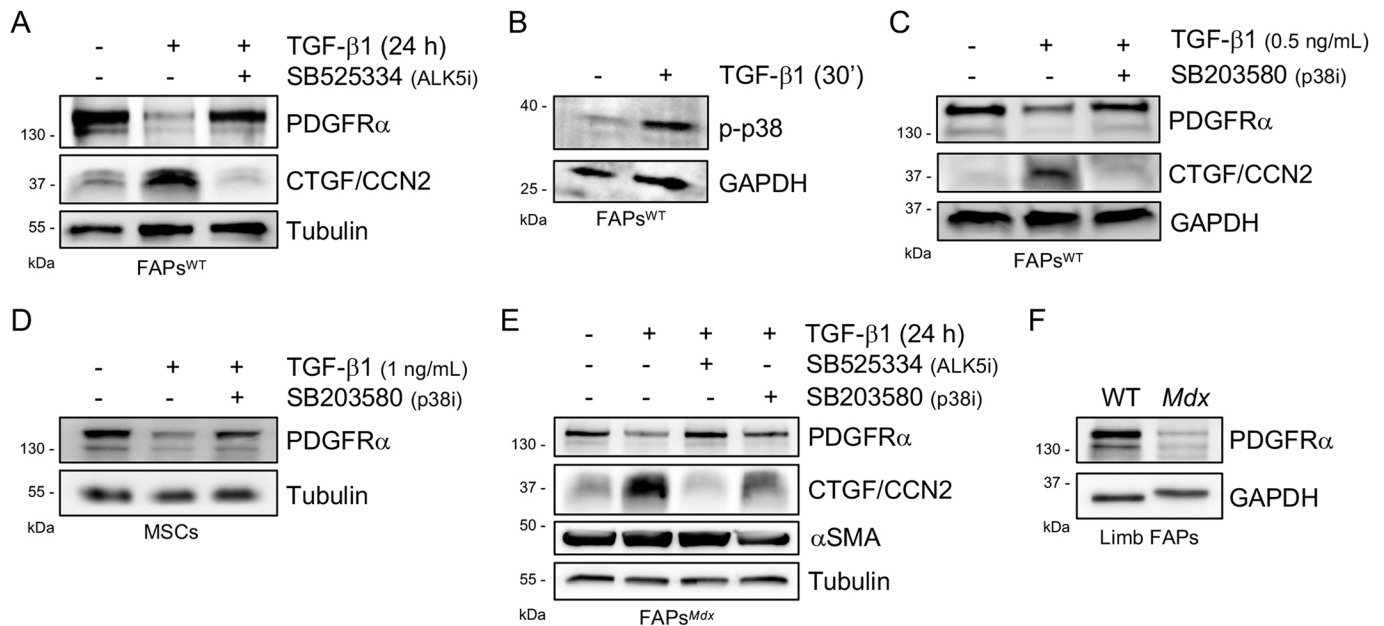 A
- + + TGF-β1 (24 h)
- - + SB525334 (ALK5i)
130 - PDGFRα
37 - CTGF/CCN2
55 - Tubulin
kDa
FAPsWT
B
- + TGF-β1 (30')
40 -
p-p38
25 - GAPDH
kDa
FAPsWT
C
- + + TGF-β1 (0.5 ng/mL)
- - + SB203580 (p38i)
130 - PDGFRα
37 - CTGF/CCN2
37 -
GAPDH
kDa
FAPsWT
D
- + + TGF-β1 (1 ng/mL)
- - + SB203580 (p38i)
130 - PDGFRα
55 - Tubulin
kDa
MSCs
E
- + + + TGF-β1 (24 h)
- - + - SB525334 (ALK5i)
- - - + SB203580 (p38i)
130 - PDGFRα
37 - CTGF/CCN2
50 -
αSMA
55 - Tubulin
kDa
FAPsMdx
F
WT Mdx
130 - PDGFRα
37 -
GAPDH
kDa
Limb FAPs